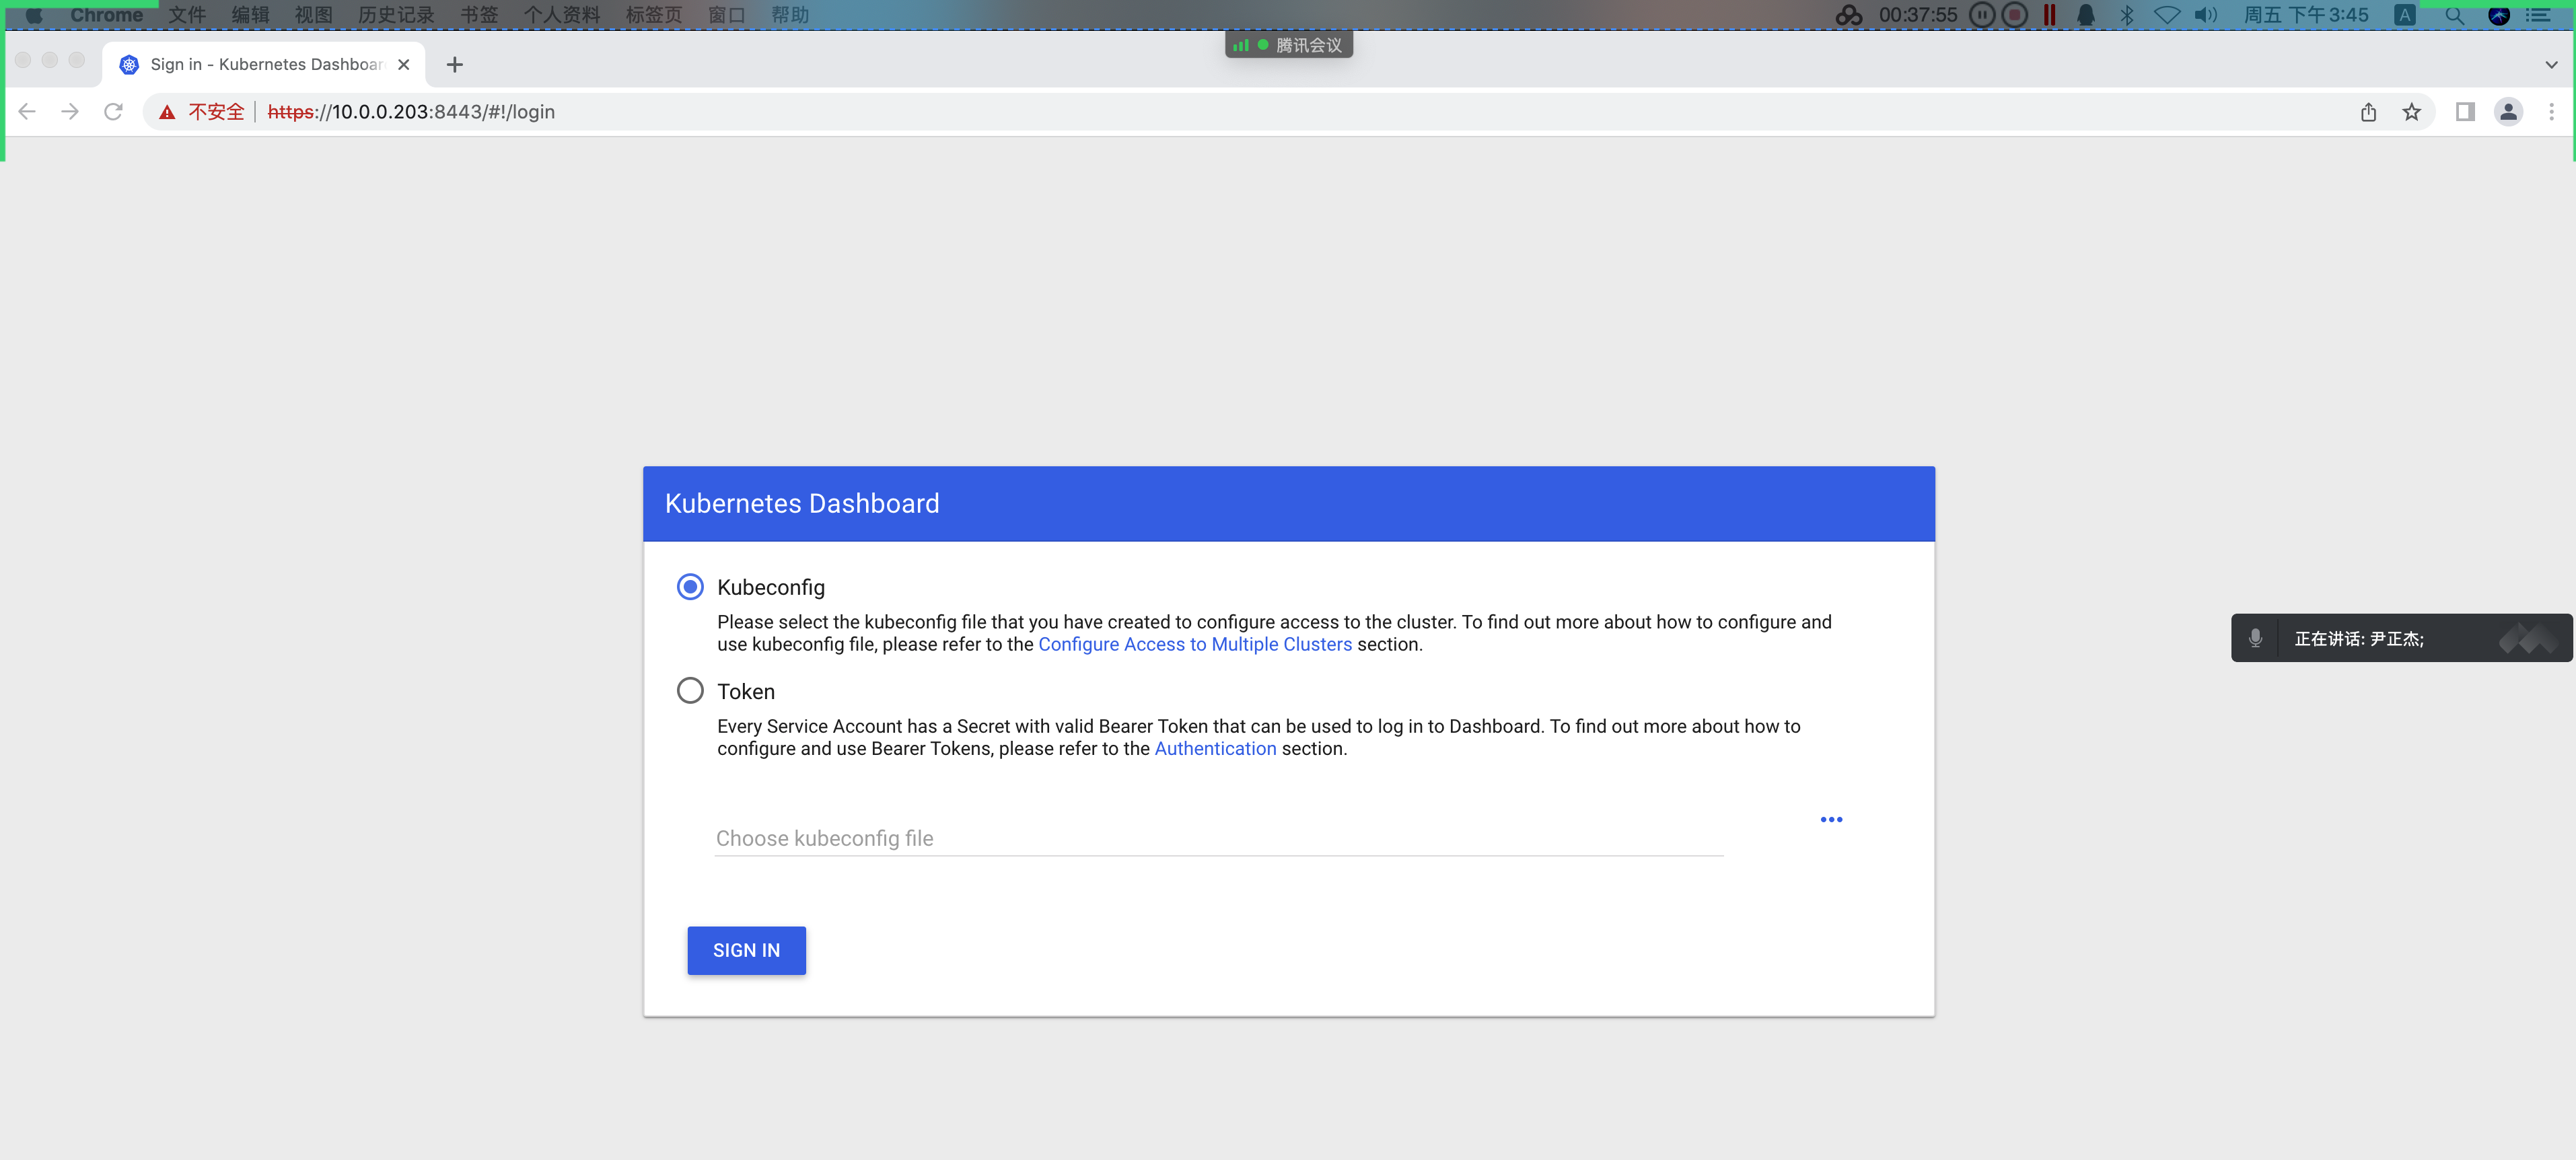 Chrome 文件 编辑 视图 历史记录 书签 个人资料 标签页 窗口 帮助 00:37:55 周五 下午3:45 A
腾讯会议
Sign in - Kubernetes Dashboar
不安全 https://10.0.0.203:8443/#!/login
Kubernetes Dashboard
Kubeconfig
Please select the kubeconfig file that you have created to configure access to the cluster. To find out more about how to configure and
use kubeconfig file, please refer to the Configure Access to Multiple Clusters section.
正在讲话: 尹正杰;
Token
Every Service Account has a Secret with valid Bearer Token that can be used to log in to Dashboard. To find out more about how to
configure and use Bearer Tokens, please refer to the Authentication section.
Choose kubeconfig file
SIGN IN